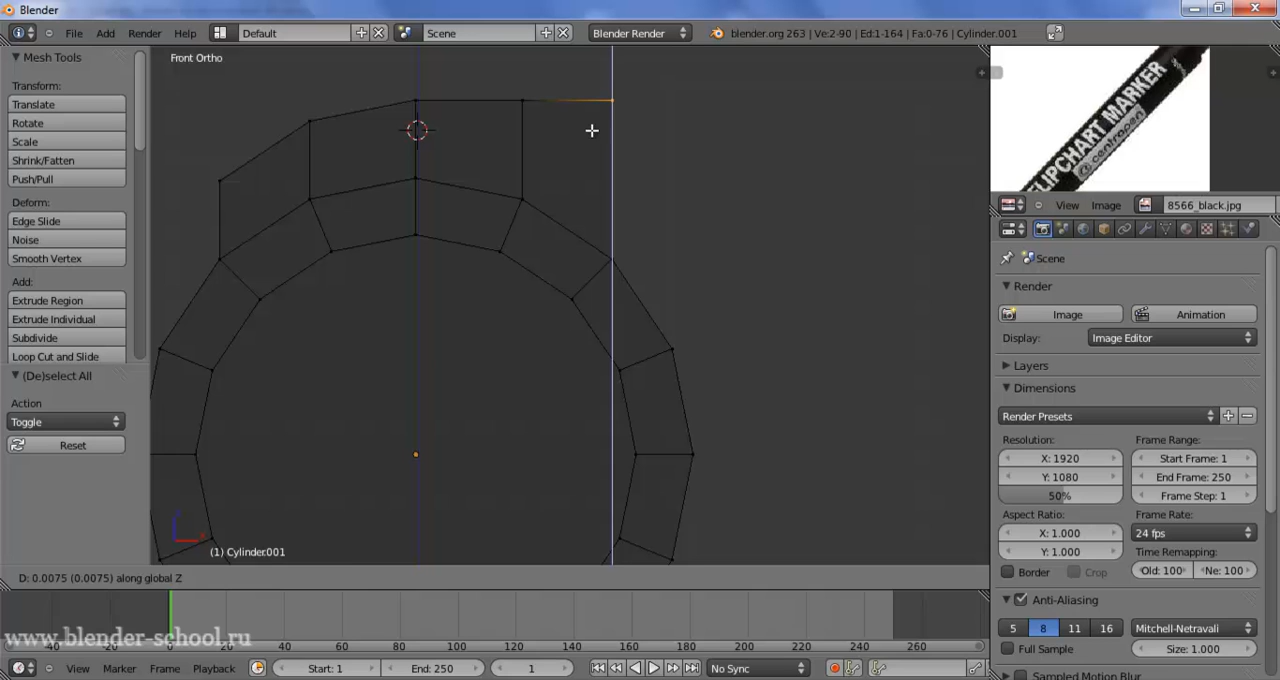 Blender
File Add Render Help Default Scene Blender Render blender.org 263 | Ve:2-90 | Ed:1-164 | Fa:0-76 | Cylinder.001
Mesh Tools
Transform:
Translate
Rotate
Scale
Shrink/Fatten
Push/Pull
Deform:
Edge Slide
Noise
Smooth Vertex
Add:
Extrude Region
Extrude Individual
Subdivide
Loop Cut and Slide
(De)select All
Action
Toggle
Reset
Front Ortho
(1) Cylinder.001
D: 0.0075 (0.0075) along global Z
FLIPCHART MARKER
centropen
View Image 8566_black.jpg
Scene
Render
Image Animation
Display: Image Editor
Layers
Dimensions
Render Presets
Resolution: Frame Range:
X: 1920 Start Frame: 1
Y: 1080 End Frame: 250
50% Frame Step: 1
Aspect Ratio: Frame Rate:
X: 1.000 24 fps
Y: 1.000 Time Remapping:
Border Crop Old: 100 Ne: 100
Anti-Aliasing
5 8 11 16 Mitchell-Netravali
Full Sample Size: 1.000
Sampled Motion Blur
www.blender-school.ru
-40 20 40 60 80 100 120 140 160 180 200 220 240 260
View Marker Frame Playback Start: 1 End: 250 1 No Sync